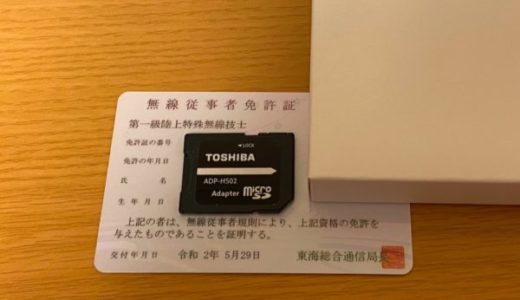 無線従事者免許証
第一級陸上特殊無線技士
免許証の番号
免許の年月日
氏 名
生年月日
上記の者は、無線従事者規則により、上記資格の免許を
与えたものであることを証明する。
交付年月日 令和 2年 5月29日 東海総合通信局長
LOCK
TOSHIBA
ADP-HS02
Adapter micro SD